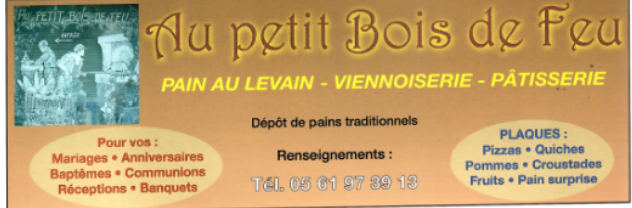 Au petit Bois de Feu
AU PETIT BOIS DE FEU
PAIN AU LEVAIN - VIENNOISERIE - PÂTISSERIE
Dépôt de pains traditionnels
Renseignements :
Tél. 05 61 97 39 13
Pour vos :
Mariages • Anniversaires
Baptêmes • Communions
Réceptions • Banquets
PLAQUES :
Pizzas • Quiches
Pommes • Croustades
Fruits • Pain surprise